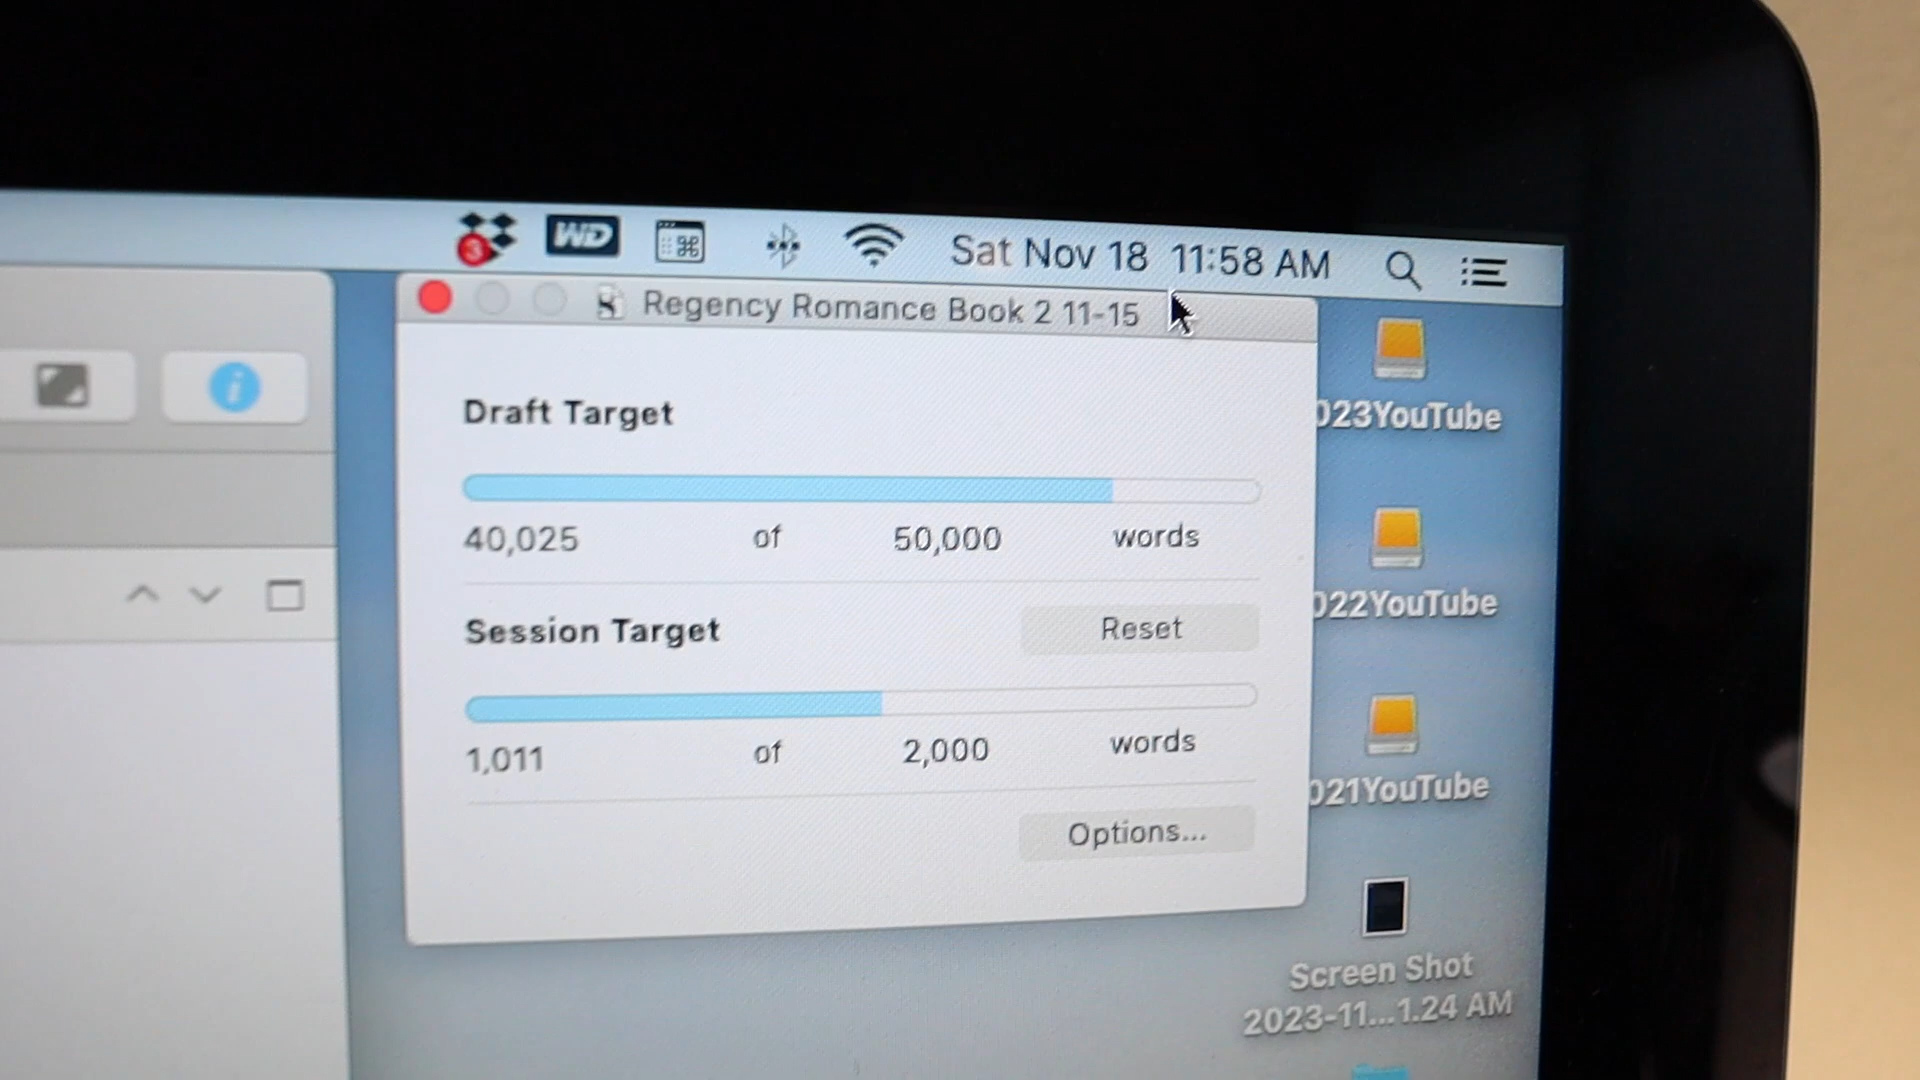 3
WD
Sat Nov 18 11:58 AM
Regency Romance Book 2 11-15
Draft Target
40,025 of 50,000 words
Session Target
Reset
1,011 of 2,000 words
Options...
023YouTube
022YouTube
021YouTube
Screen Shot
2023-11...1.24 AM